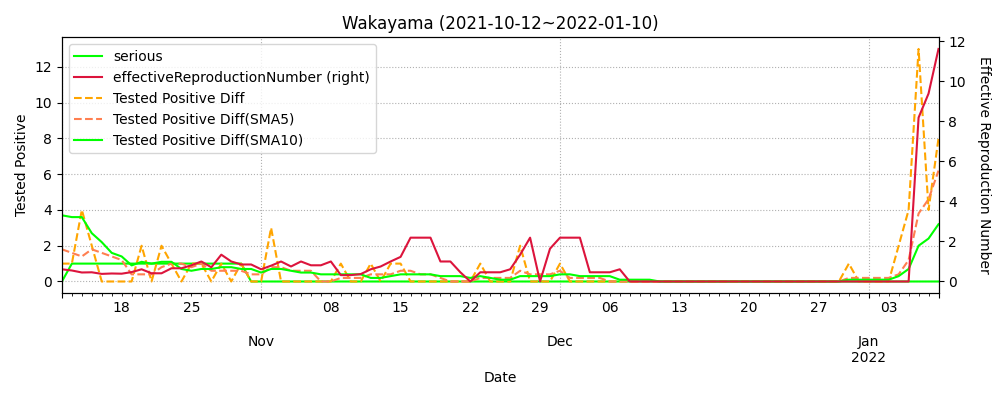 Wakayama (2021-10-12~2022-01-10)
serious
effectiveReproductionNumber (right)
Tested Positive Diff
Tested Positive Diff(SMA5)
Tested Positive Diff(SMA10)
Tested Positive
12
10
8
6
4
2
0
Effective Reproduction Number
12
10
8
6
4
2
0
18 25 08 15 22 29 06 13 20 27 03
Nov Dec Jan
2022
Date